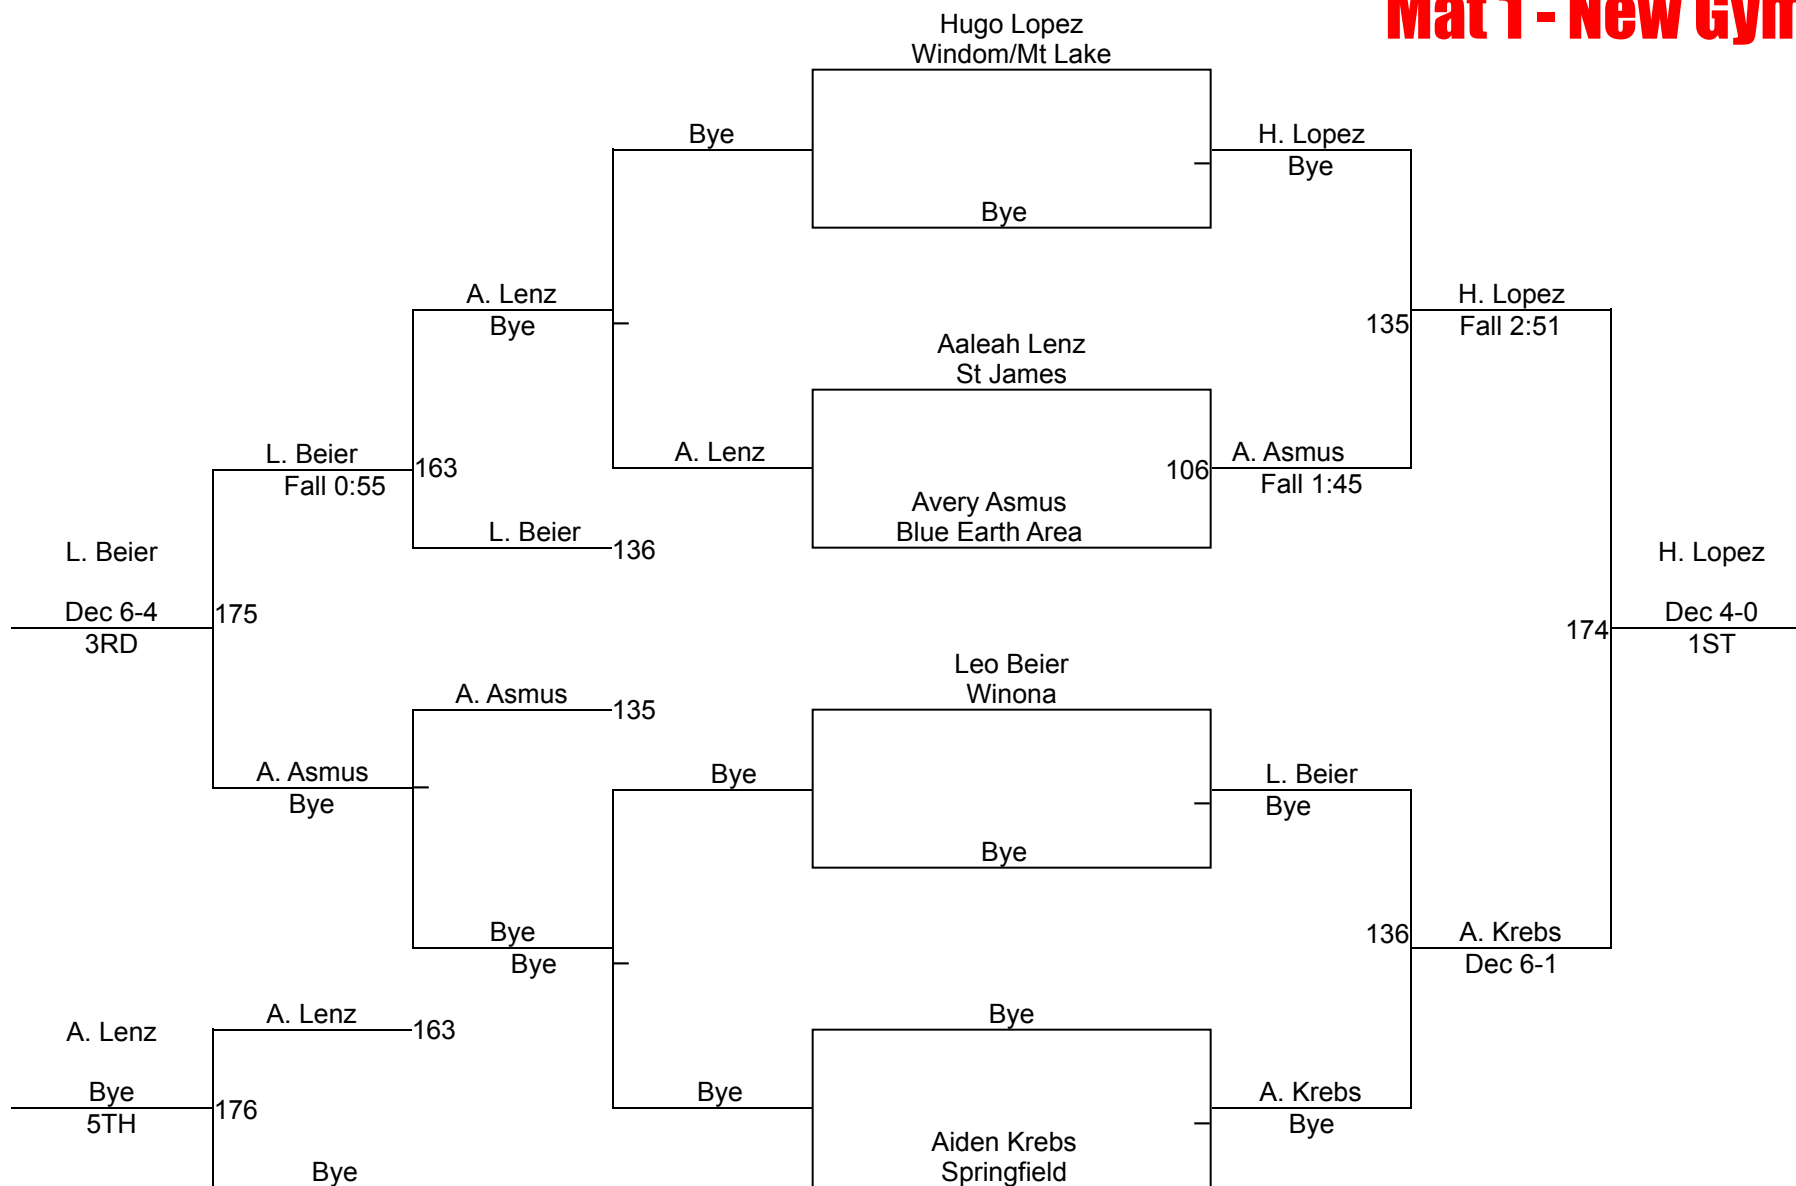 Mat 1 - New Gym
Hugo Lopez
Windom/Mt Lake
Bye
H. Lopez
Bye
Bye
A. Lenz
Bye
H. Lopez
135
Fall 2:51
Aaleah Lenz
St James
L. Beier
163
Fall 0:55
A. Lenz
106
A. Asmus
Fall 1:45
Avery Asmus
Blue Earth Area
L. Beier
136
L. Beier
H. Lopez
Dec 6-4
175
3RD
174
Dec 4-0
1ST
Leo Beier
Winona
A. Asmus
135
A. Asmus
Bye
Bye
L. Beier
Bye
Bye
Bye
Bye
136
A. Krebs
Dec 6-1
A. Lenz
A. Lenz
163
Bye
Bye
176
5TH
Bye
A. Krebs
Bye
Bye
Aiden Krebs
Springfield